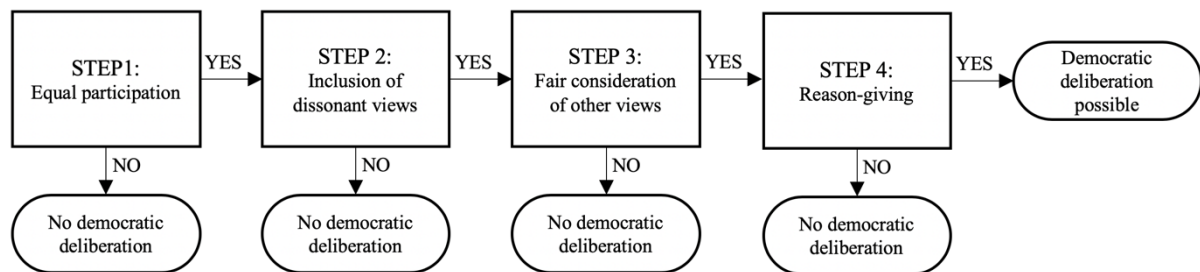 STEP1:
Equal participation
YES
STEP 2:
Inclusion of
dissonant views
YES
STEP 3:
Fair consideration
of other views
YES
STEP 4:
Reason-giving
YES
Democratic
deliberation
possible
NO
NO
NO
NO
No democratic
deliberation
No democratic
deliberation
No democratic
deliberation
No democratic
deliberation